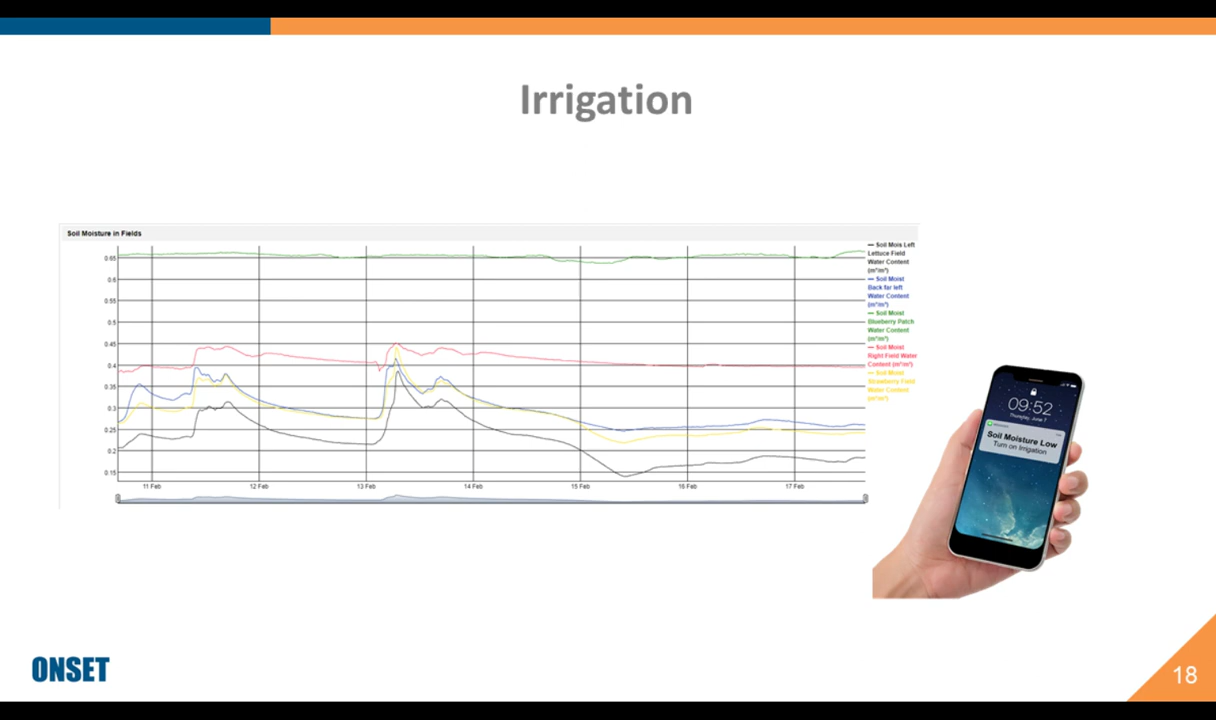 Irrigation
Soil Moisture in Fields
0.65
0.6
0.55
0.5
0.45
0.4
0.35
0.3
0.25
0.2
0.15
11 Feb
12 Feb
13 Feb
14 Feb
15 Feb
16 Feb
17 Feb
Soil Mois Left
Lettuce Field
Water Content
(m³/m³)
Soil Moist
Back far left
Water Content
(m³/m³)
Soil Moist
Blueberry Patch
Water Content
(m³/m³)
Soil Moist
Right Field Water
Content (m³/m³)
Soil Moist
Strawberry Field
Water Content
(m³/m³)
09:52
Thursday, June 7
Soil Moisture Low
Turn on Irrigation
ONSET
18